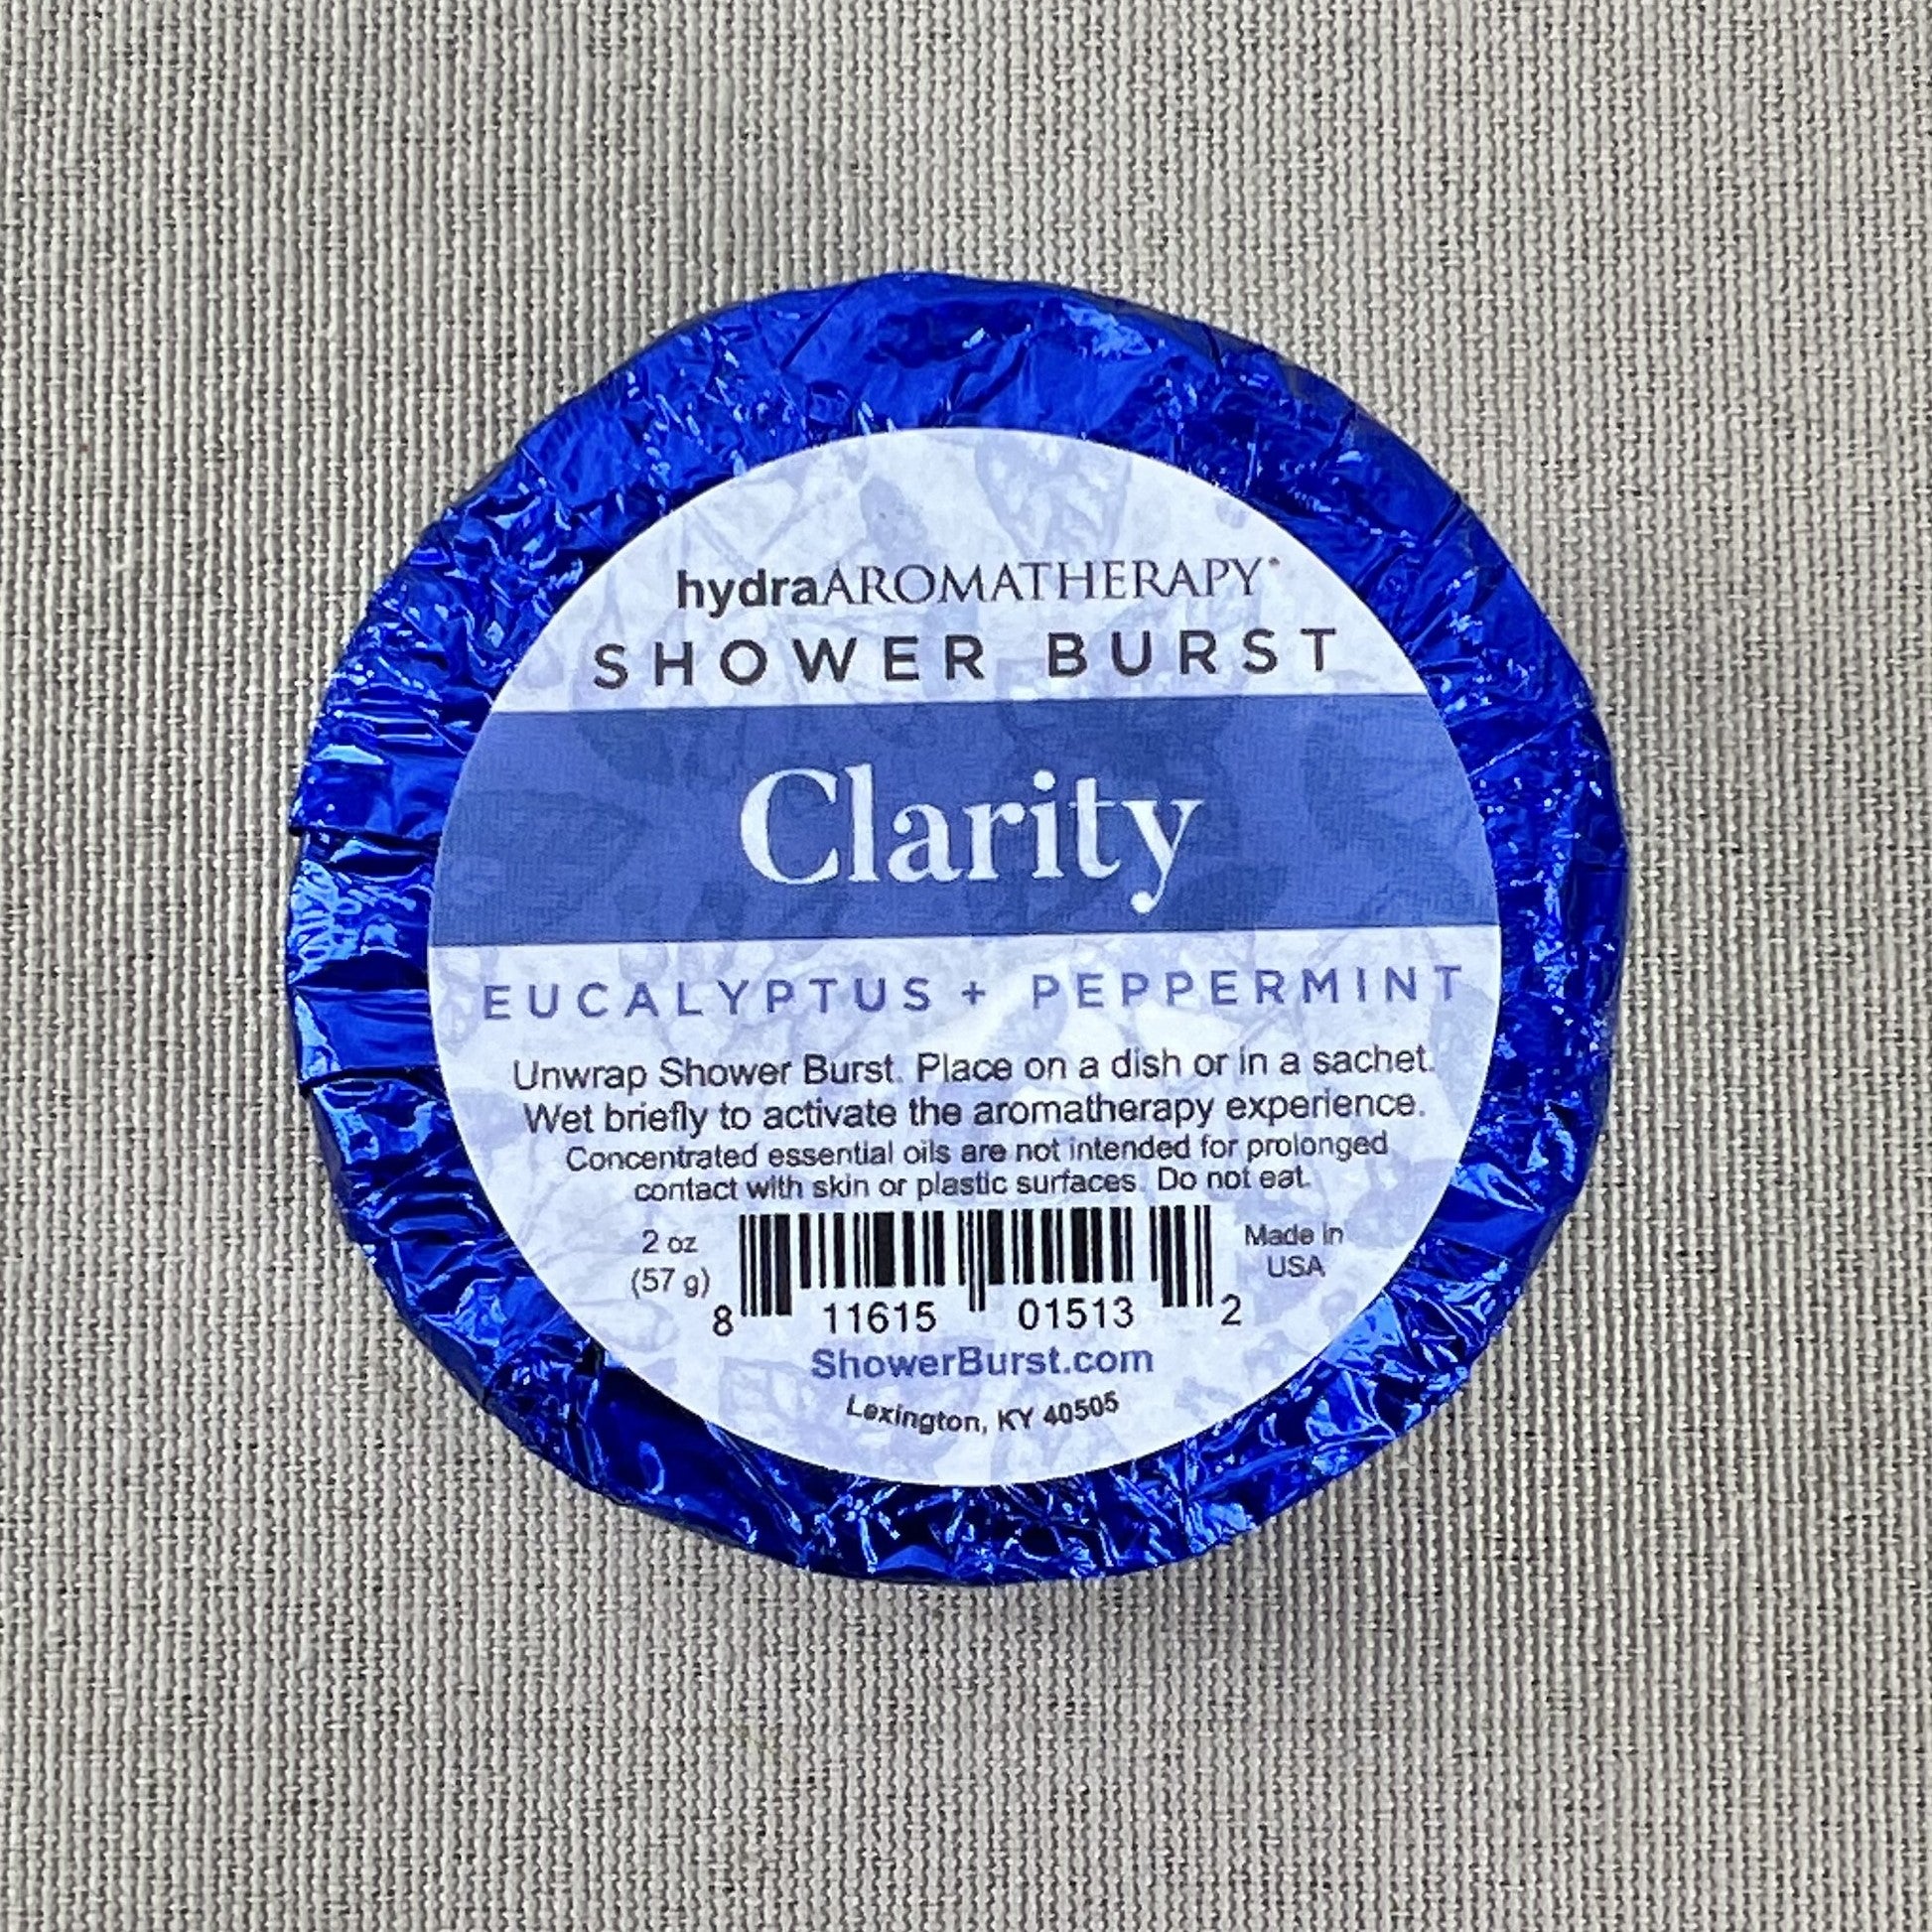 hydraAROMATHERAPY®
SHOWER BURST
Clarity
EUCALYPTUS + PEPPERMINT
Unwrap Shower Burst. Place on a dish or in a sachet.
Wet briefly to activate the aromatherapy experience.
Concentrated essential oils are not intended for prolonged
contact with skin or plastic surfaces. Do not eat.
2 oz
(57 g)
Made in
USA
8 11615 01513 2
ShowerBurst.com
Lexington, KY 40505